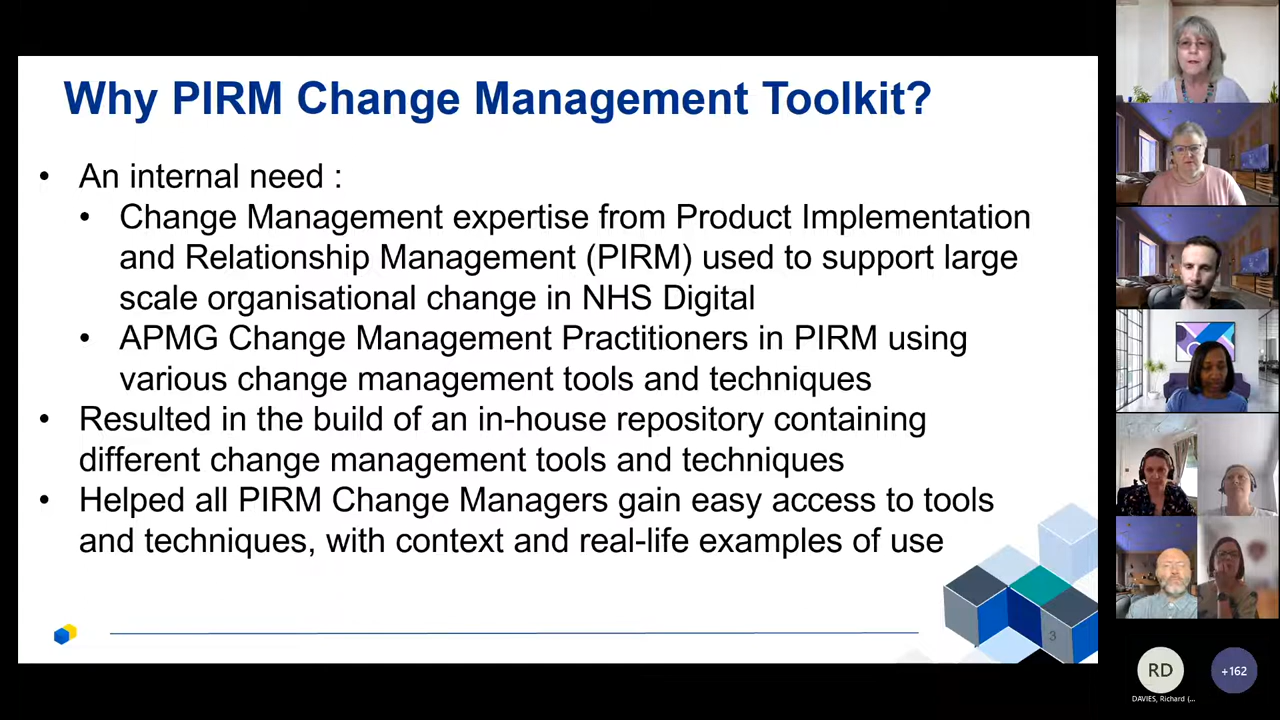 Why PIRM Change Management Toolkit?
• An internal need :
• Change Management expertise from Product Implementation
and Relationship Management (PIRM) used to support large
scale organisational change in NHS Digital
• APMG Change Management Practitioners in PIRM using
various change management tools and techniques
• Resulted in the build of an in-house repository containing
different change management tools and techniques
• Helped all PIRM Change Managers gain easy access to tools
and techniques, with context and real-life examples of use
3
RD
+162
DAVIES, Richard (...